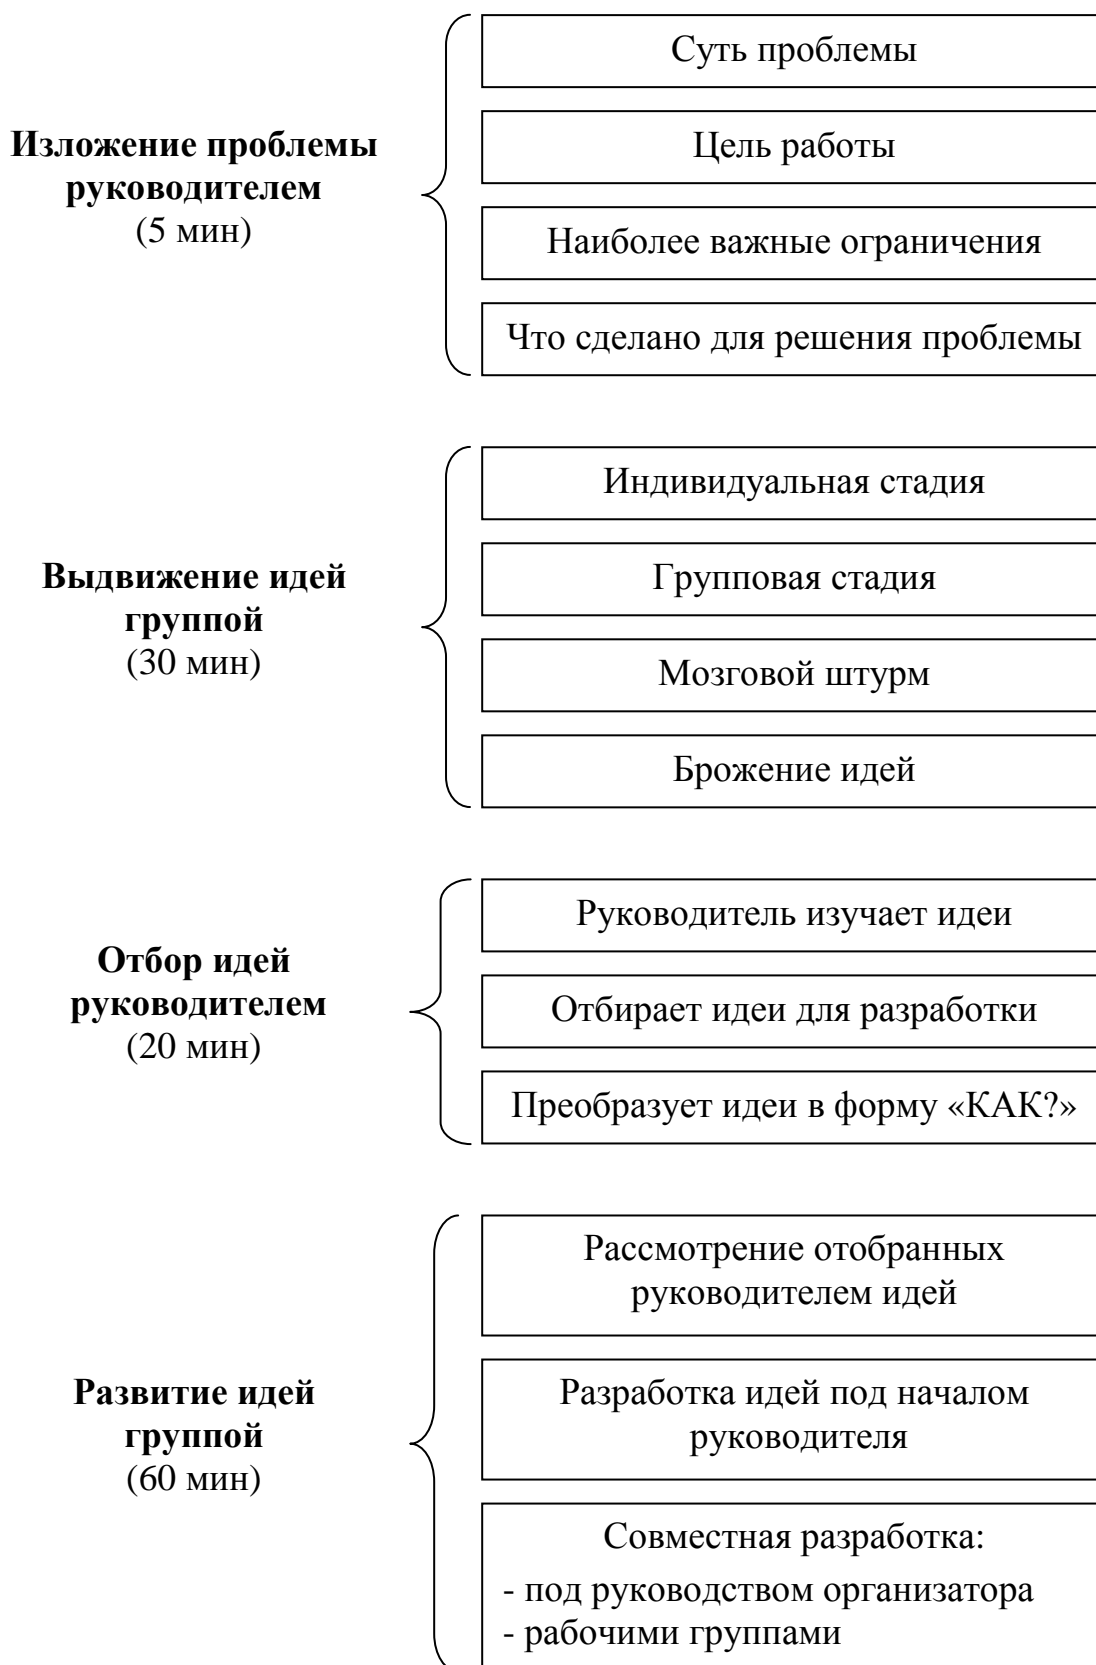 Изложение проблемы
руководителем
(5 мин)
Суть проблемы
Цель работы
Наиболее важные ограничения
Что сделано для решения проблемы
Выдвижение идей
группой
(30 мин)
Индивидуальная стадия
Групповая стадия
Мозговой штурм
Брожение идей
Отбор идей
руководителем
(20 мин)
Руководитель изучает идеи
Отбирает идеи для разработки
Преобразует идеи в форму «КАК?»
Развитие идей
группой
(60 мин)
Рассмотрение отобранных
руководителем идей
Разработка идей под началом
руководителя
Совместная разработка:
- под руководством организатора
- рабочими группами